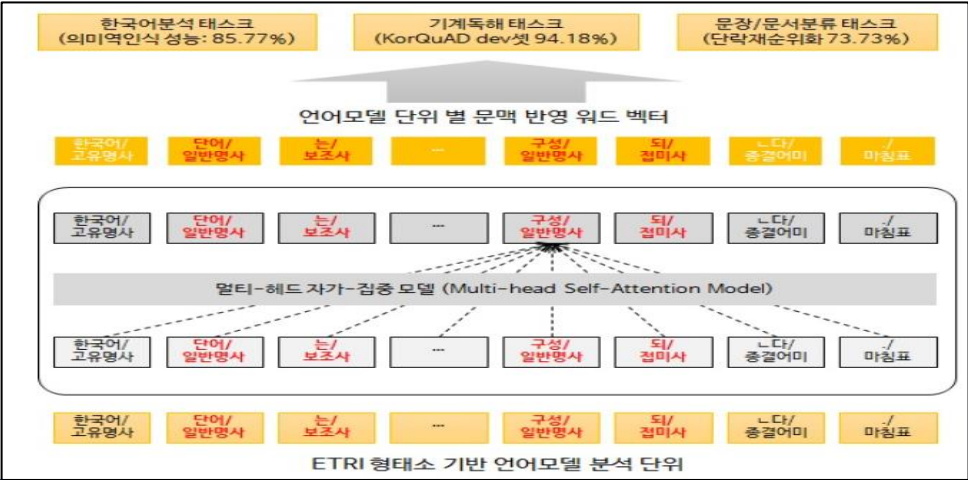 한국어분석 태스크
(의미역인식 성능: 85.77%)
기계독해 태스크
(KorQuAD dev셋 94.18%)
문장/문서분류 태스크
(단락재순위화 73.73%)
언어모델 단위 별 문맥 반영 워드 벡터
한국어/
고유명사
단어/
일반명사
는/
보조사
...
구성/
일반명사
되/
접미사
ㄴ다/
종결어미
./
마침표
한국어/
고유명사
단어/
일반명사
는/
보조사
...
구성/
일반명사
되/
접미사
ㄴ다/
종결어미
./
마침표
멀티-헤드 자가-집중 모델 (Multi-head Self-Attention Model)
한국어/
고유명사
단어/
일반명사
는/
보조사
...
구성/
일반명사
되/
접미사
ㄴ다/
종결어미
./
마침표
한국어/
고유명사
단어/
일반명사
는/
보조사
...
구성/
일반명사
되/
접미사
ㄴ다/
종결어미
./
마침표
ETRI 형태소 기반 언어모델 분석 단위